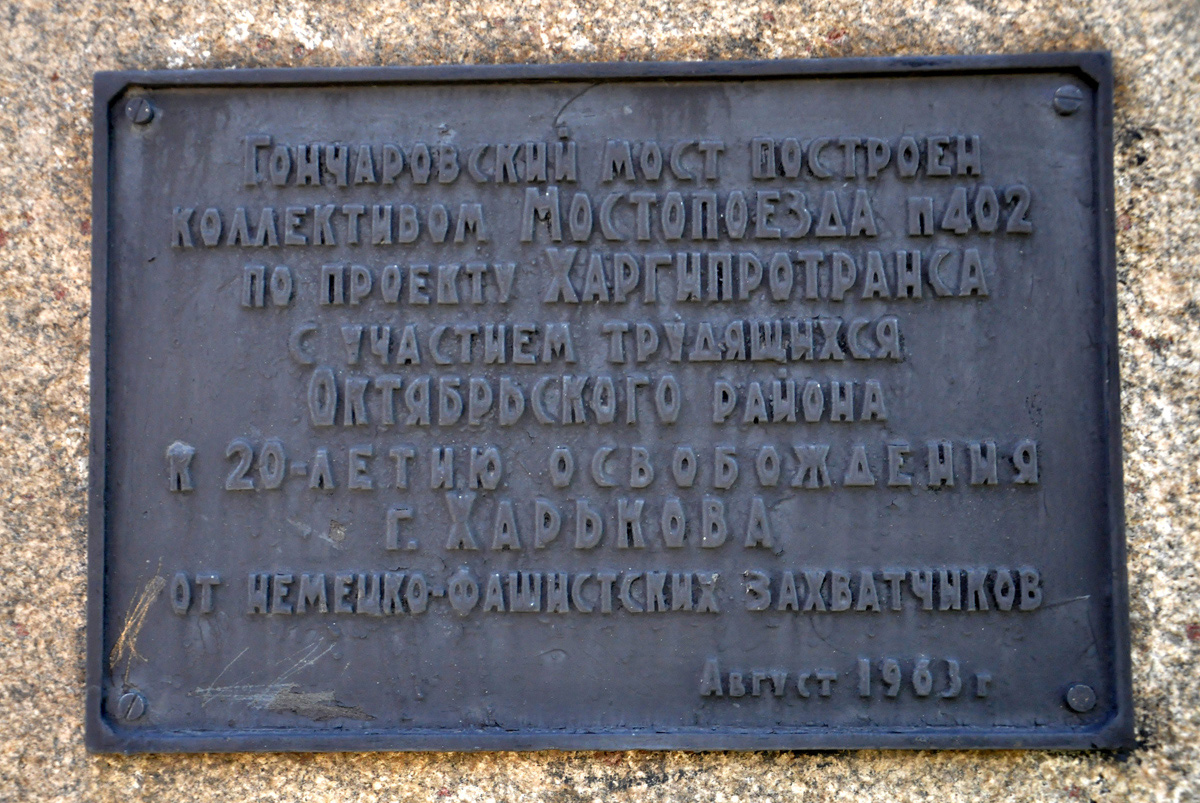 Гончаровский мост построен
коллективом Мостопоезда п402
по проекту Харгипротранса
с участием трудящихся
Октябрьского района
к 20-летию освобождения
г. Харькова
от немецко-фашистских захватчиков
Август 1963 г